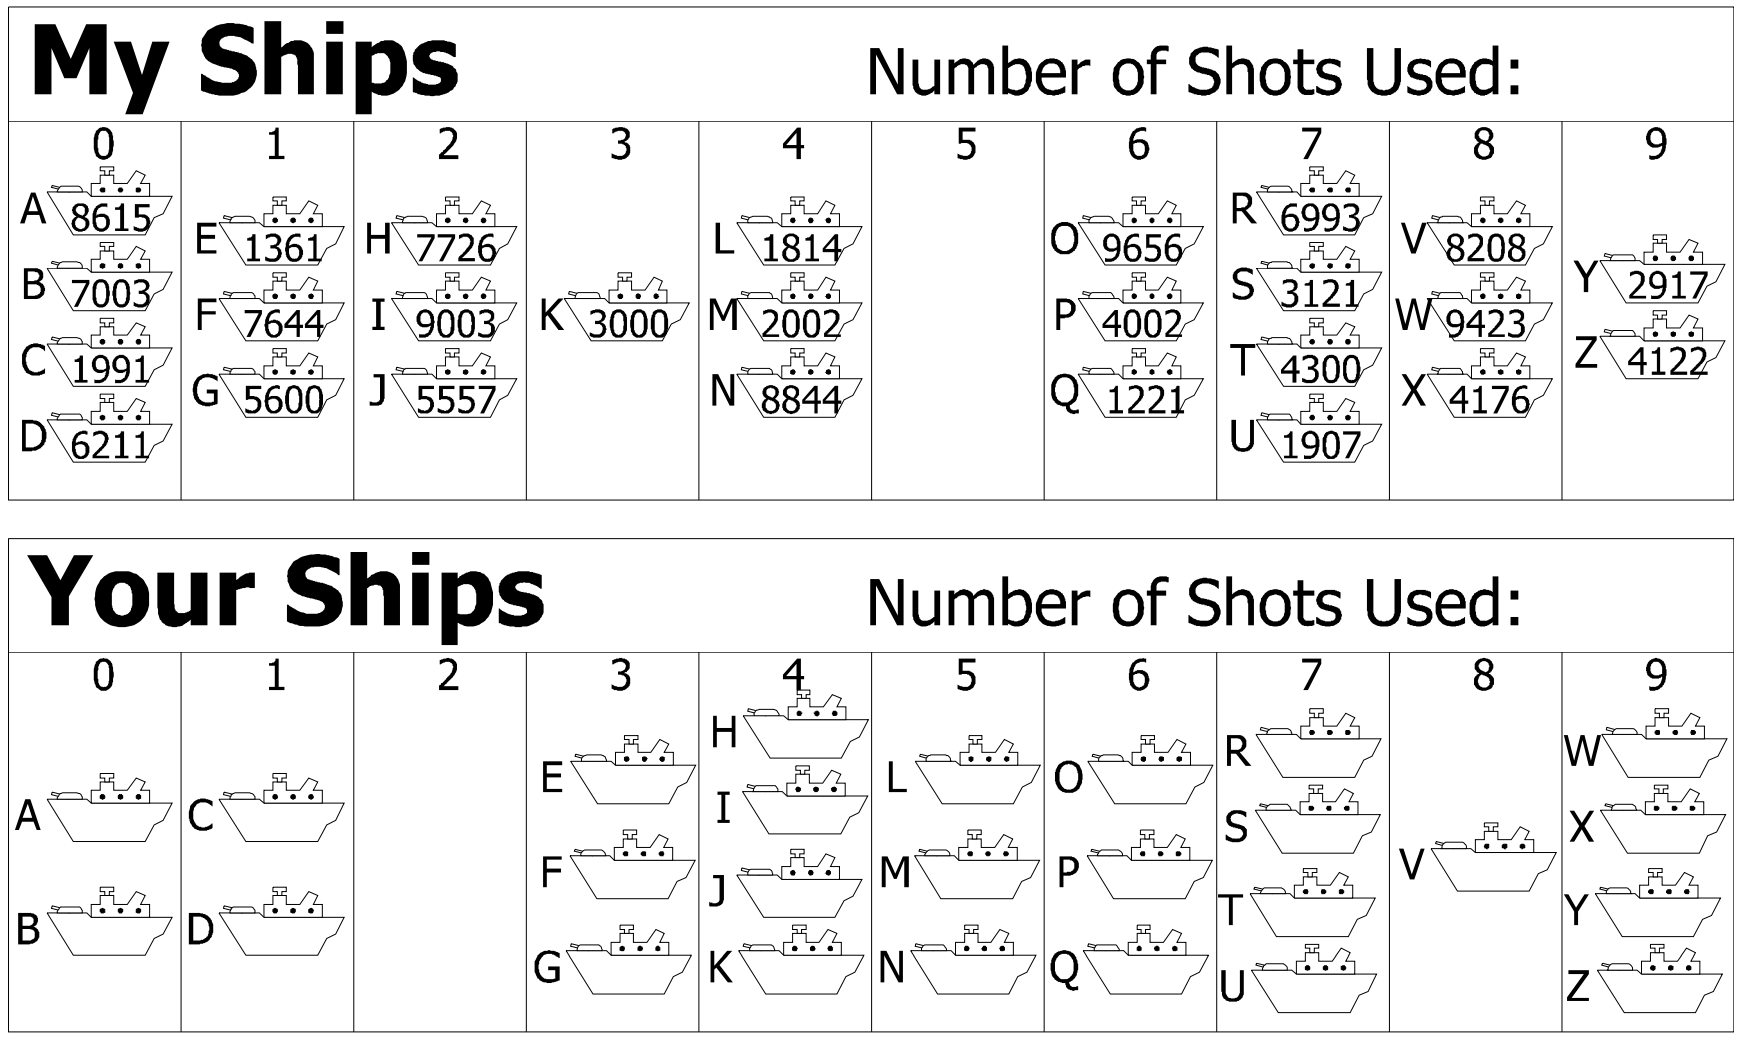 My Ships Number of Shots Used:
0 1 2 3 4 5 6 7 8 9
A 8615
B 7003
C 1991
D 6211
E 1361
F 7644
G 5600
H 7726
I 9003
J 5557
K 3000
L 1814
M 2002
N 8844
O 9656
P 4002
Q 1221
R 6993
S 3121
T 4300
U 1907
V 8208
W 9423
X 4176
Y 2917
Z 4122
Your Ships Number of Shots Used:
0 1 2 3 4 5 6 7 8 9
A
B
C
D
E
F
G
H
I
J
K
L
M
N
O
P
Q
R
S
T
U
V
W
X
Y
Z